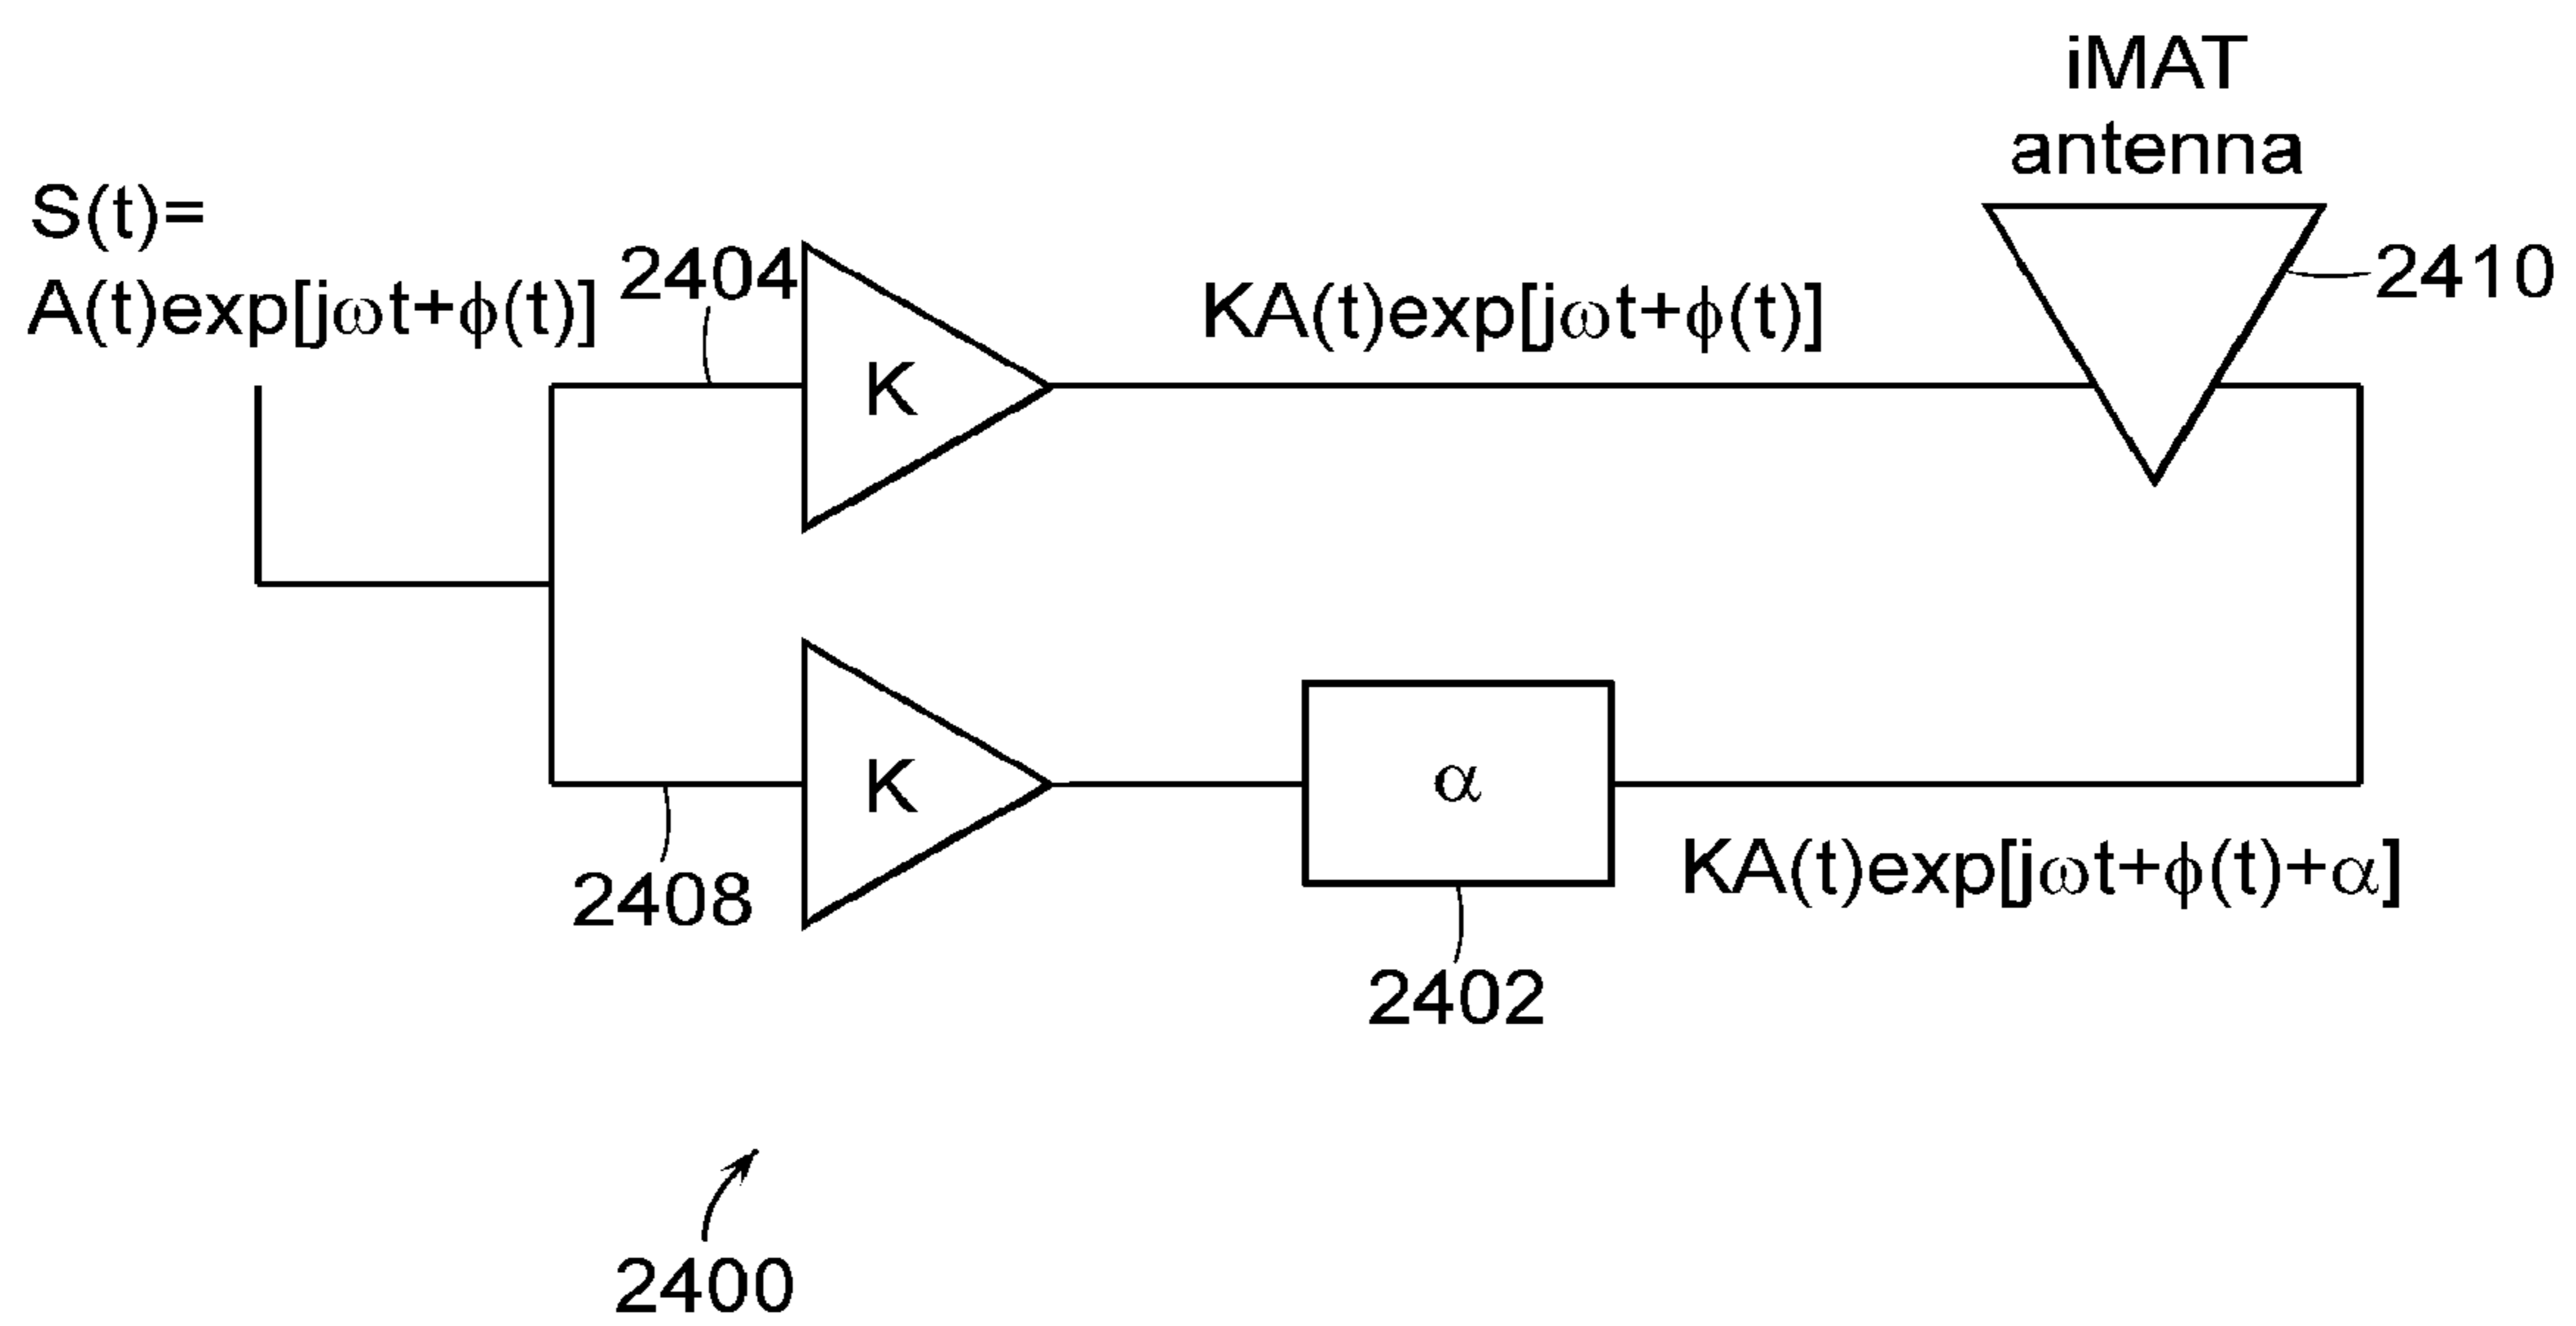 iMAT
antenna
S(t)=
A(t)exp[jωt+ϕ(t)]
2404
K
KA(t)exp[jωt+ϕ(t)]
2410
K
α
2408
KA(t)exp[jωt+ϕ(t)+α]
2402
2400